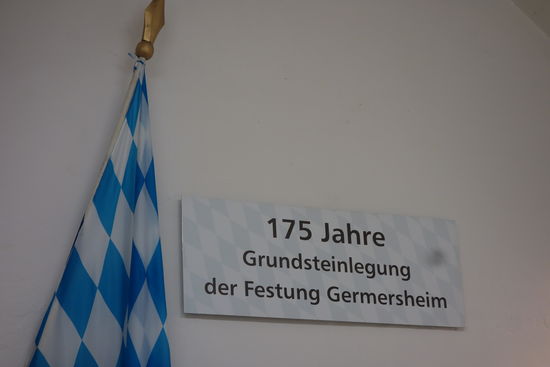 175 Jahre
Grundsteinlegung
der Festung Germersheim